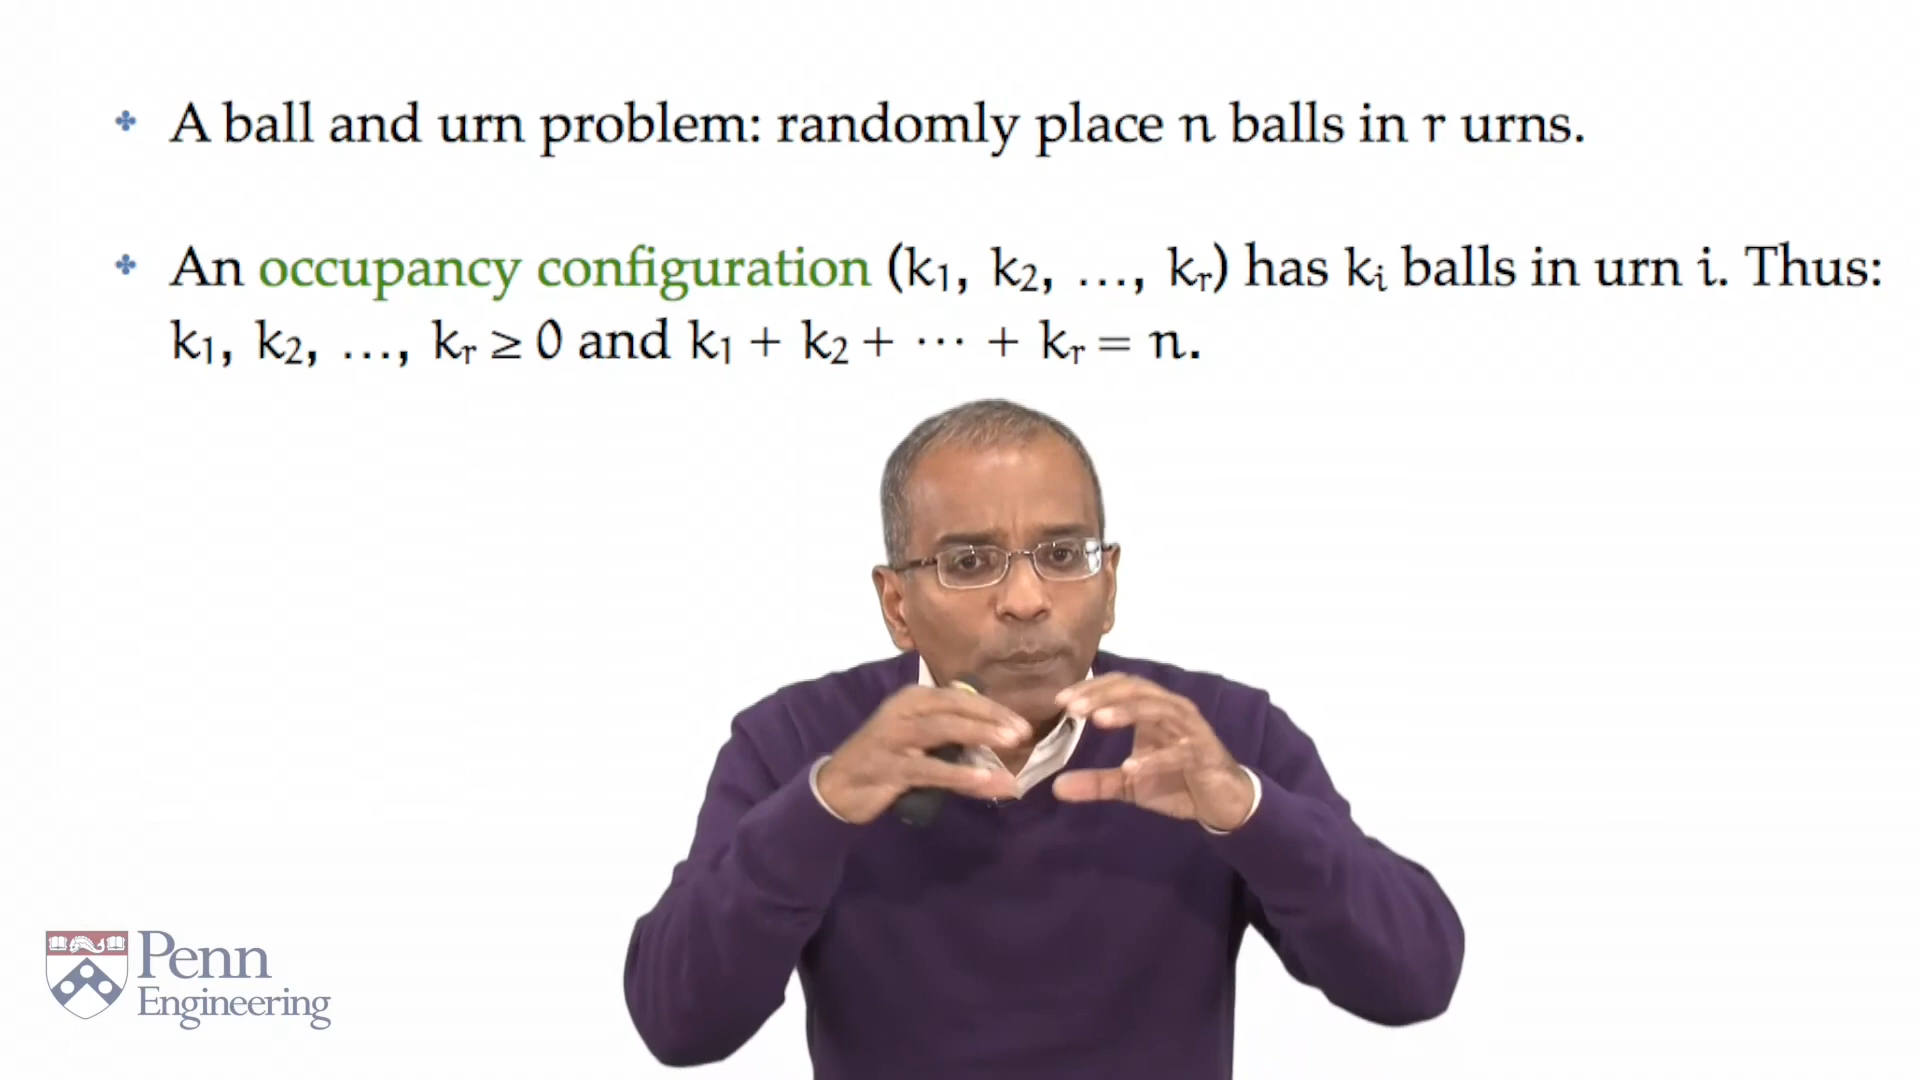 A ball and urn problem: randomly place n balls in r urns.
An occupancy configuration (k₁, k₂, …, kᵣ) has kᵢ balls in urn i. Thus:
k₁, k₂, …, kᵣ ≥ 0 and k₁ + k₂ + ⋯ + kᵣ = n.
Penn
Engineering